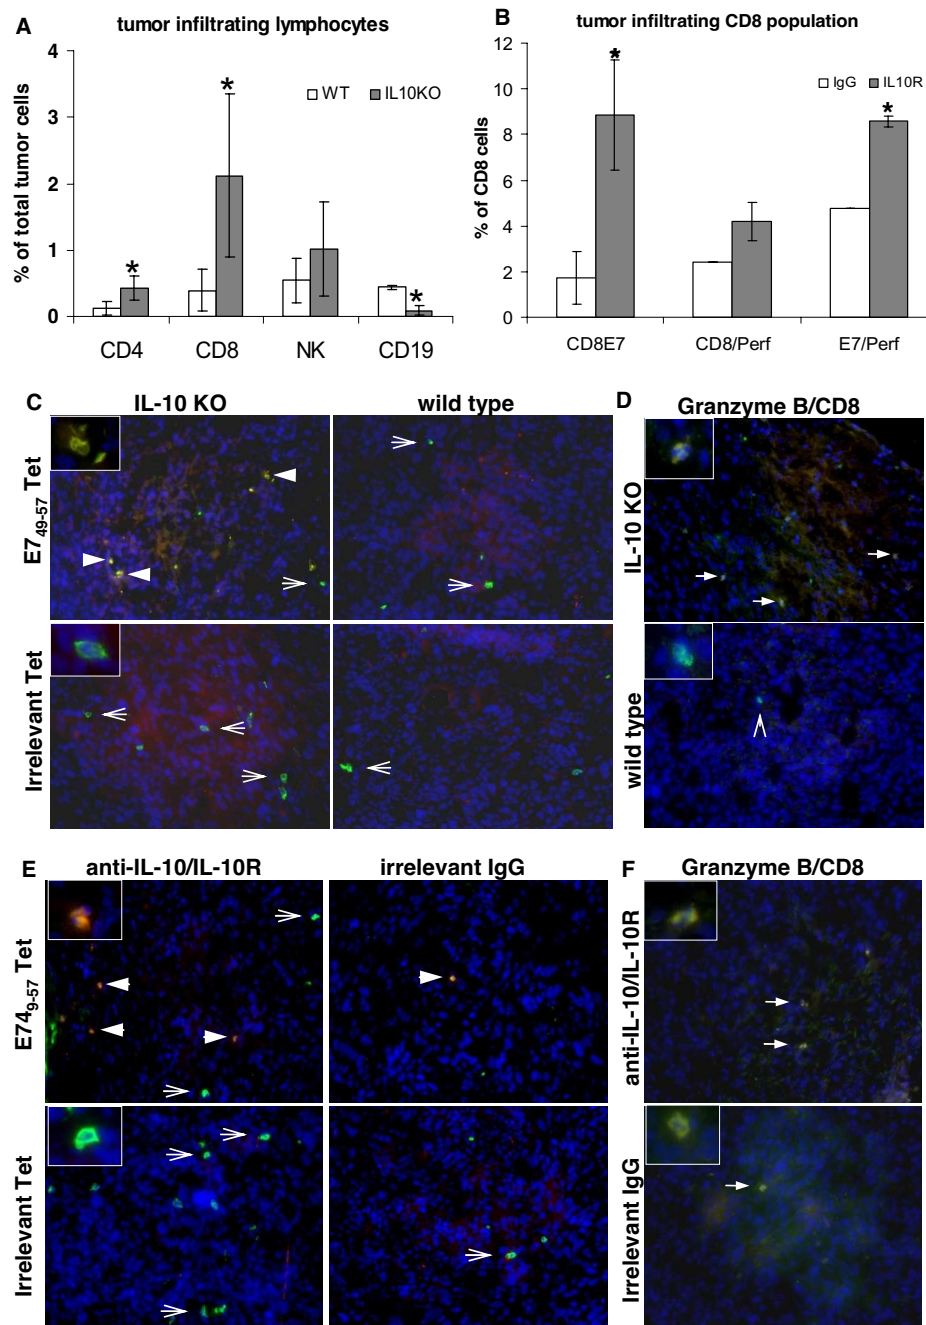 A
tumor infiltrating lymphocytes
% of total tumor cells
4
3
2
1
0
WT
IL10KO
*
*
*
CD4
CD8
NK
CD19
B
tumor infiltrating CD8 population
% of CD8 cells
12
10
8
6
4
2
0
IgG
IL10R
*
*
CD8E7
CD8/Perf
E7/Perf
C
IL-10 KO
wild type
E749-57 Tet
Irrelevant Tet
D
Granzyme B/CD8
IL-10 KO
wild type
E
anti-IL-10/IL-10R
irrelevant IgG
E749-57 Tet
Irrelevant Tet
F
Granzyme B/CD8
anti-IL-10/IL-10R
Irrelevant IgG